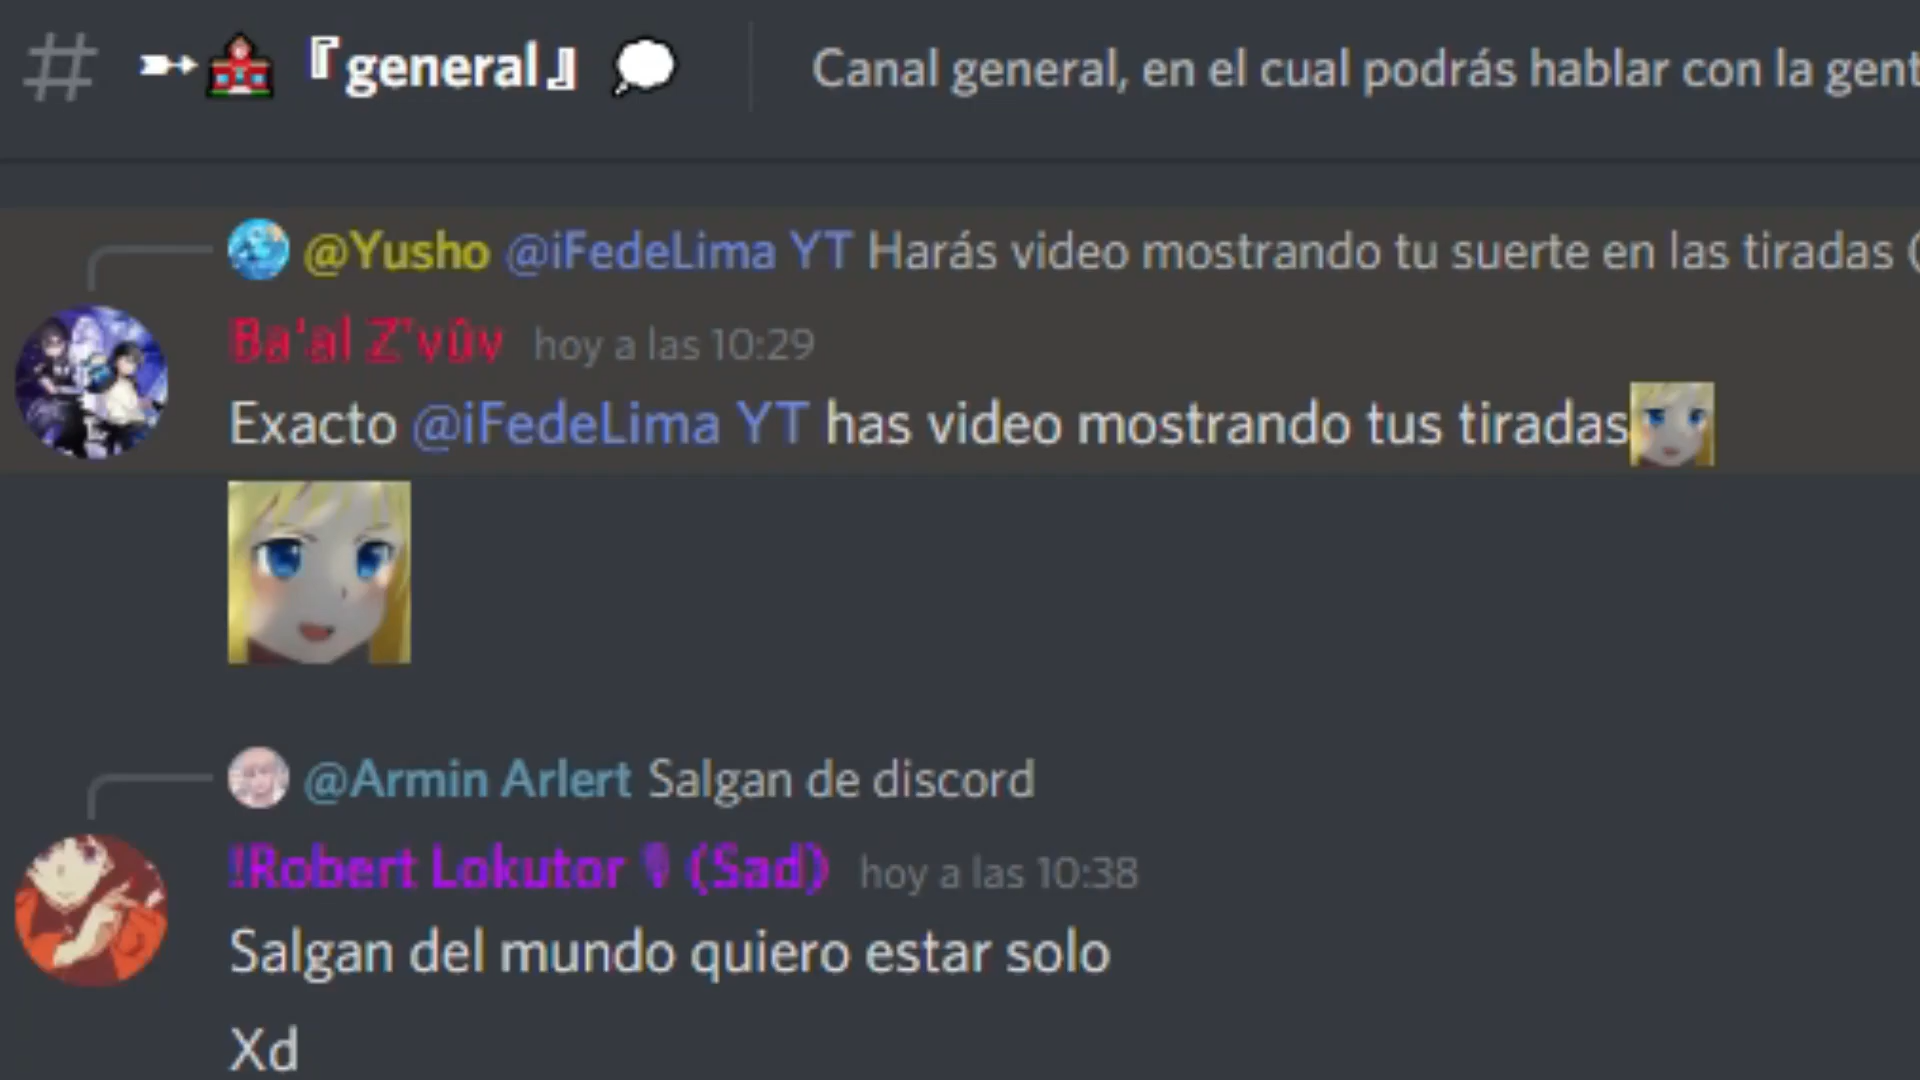 # ➵🏫『general』💭 Canal general, en el cual podrás hablar con la gent
@Yusho @iFedeLima YT Harás video mostrando tu suerte en las tiradas (
Ba'al Z'vûv hoy a las 10:29
Exacto @iFedeLima YT has video mostrando tus tiradas
@Armin Arlert Salgan de discord
!Robert Lokutor🎙(Sad) hoy a las 10:38
Salgan del mundo quiero estar solo
Xd